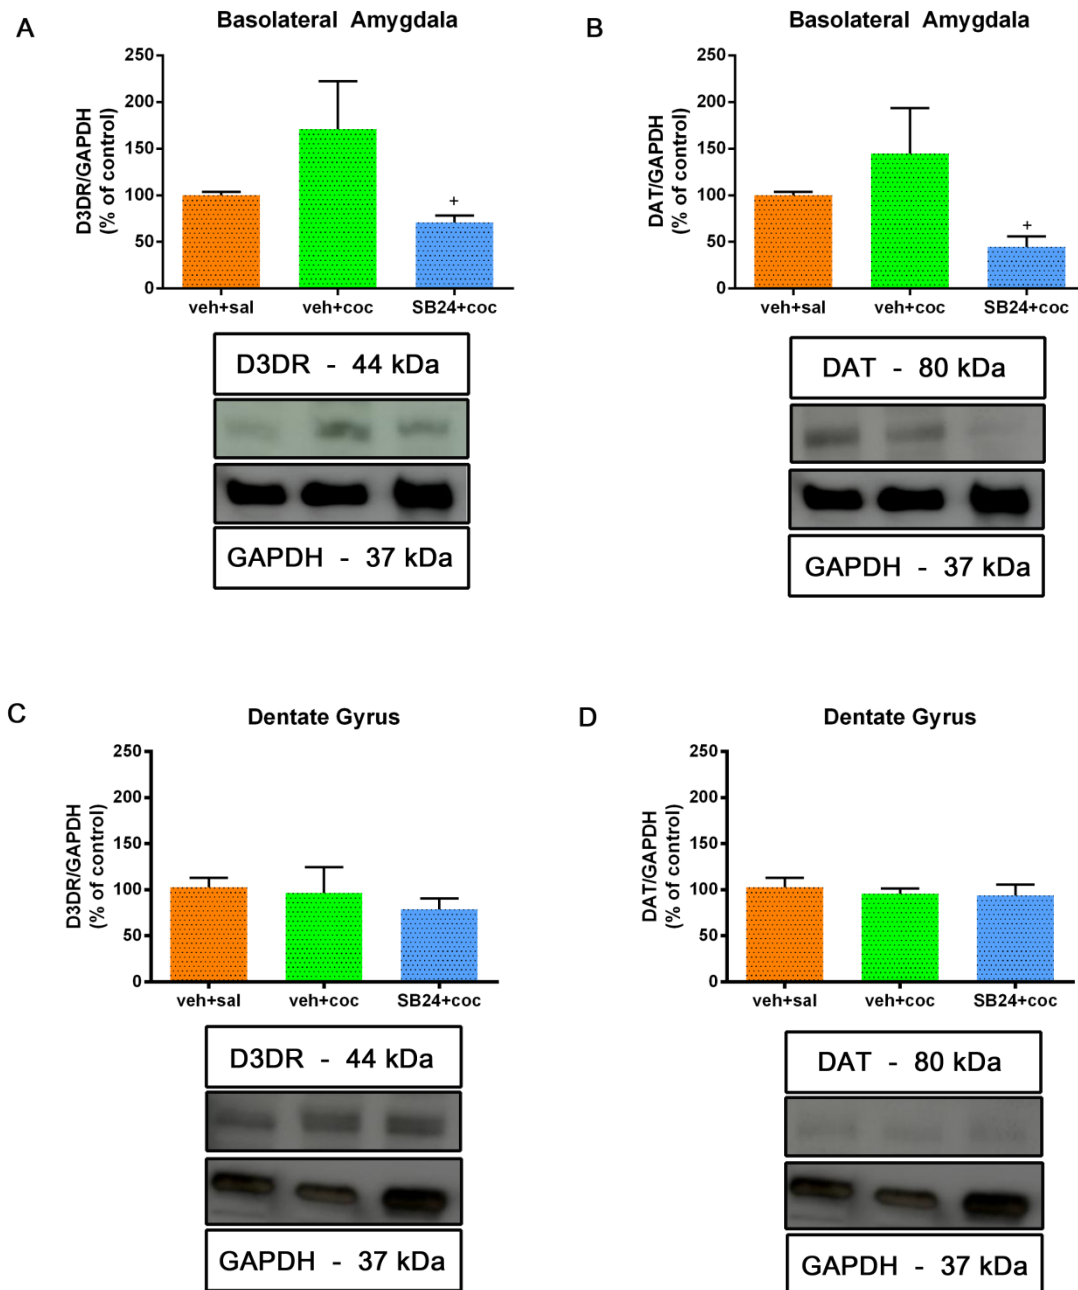 A
Basolateral Amygdala
D3DR/GAPDH
(% of control)
250
200
150
100
50
0
+
veh+sal veh+coc SB24+coc
D3DR - 44 kDa
GAPDH - 37 kDa
B
Basolateral Amygdala
DAT/GAPDH
(% of control)
250
200
150
100
50
0
+
veh+sal veh+coc SB24+coc
DAT - 80 kDa
GAPDH - 37 kDa
C
Dentate Gyrus
D3DR/GAPDH
(% of control)
250
200
150
100
50
0
veh+sal veh+coc SB24+coc
D3DR - 44 kDa
GAPDH - 37 kDa
D
Dentate Gyrus
DAT/GAPDH
(% of control)
250
200
150
100
50
0
veh+sal veh+coc SB24+coc
DAT - 80 kDa
GAPDH - 37 kDa